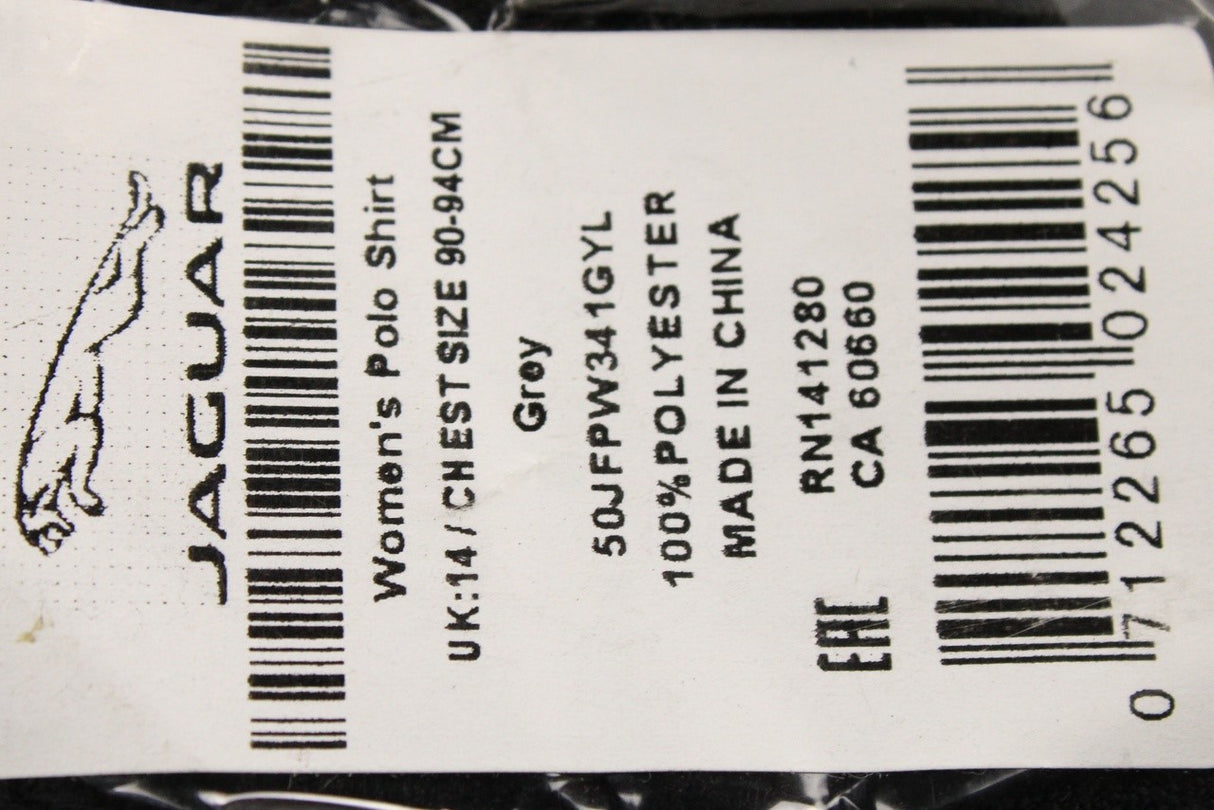 JAGUAR
Women's Polo Shirt
UK:14 / CHEST SIZE 90-94CM
Grey
50JFPW341GYL
100%POLYESTER
MADE IN CHINA
EAC RN141280
CA 60660
0 712265 024256